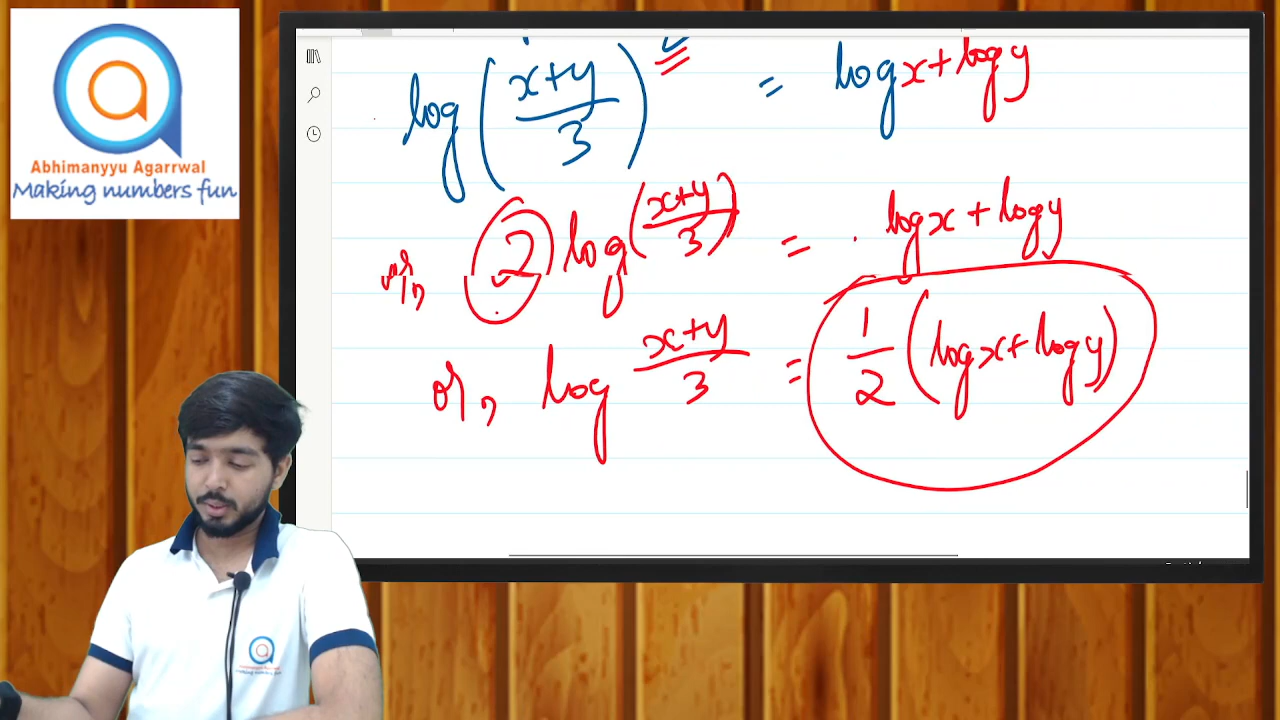 Abhimanyyu Agarrwal
Making numbers fun
log((x+y)/3)² = log x + log y
or, 2 log((x+y)/3) = log x + log y
or, log (x+y)/3 = 1/2 (log x + log y)